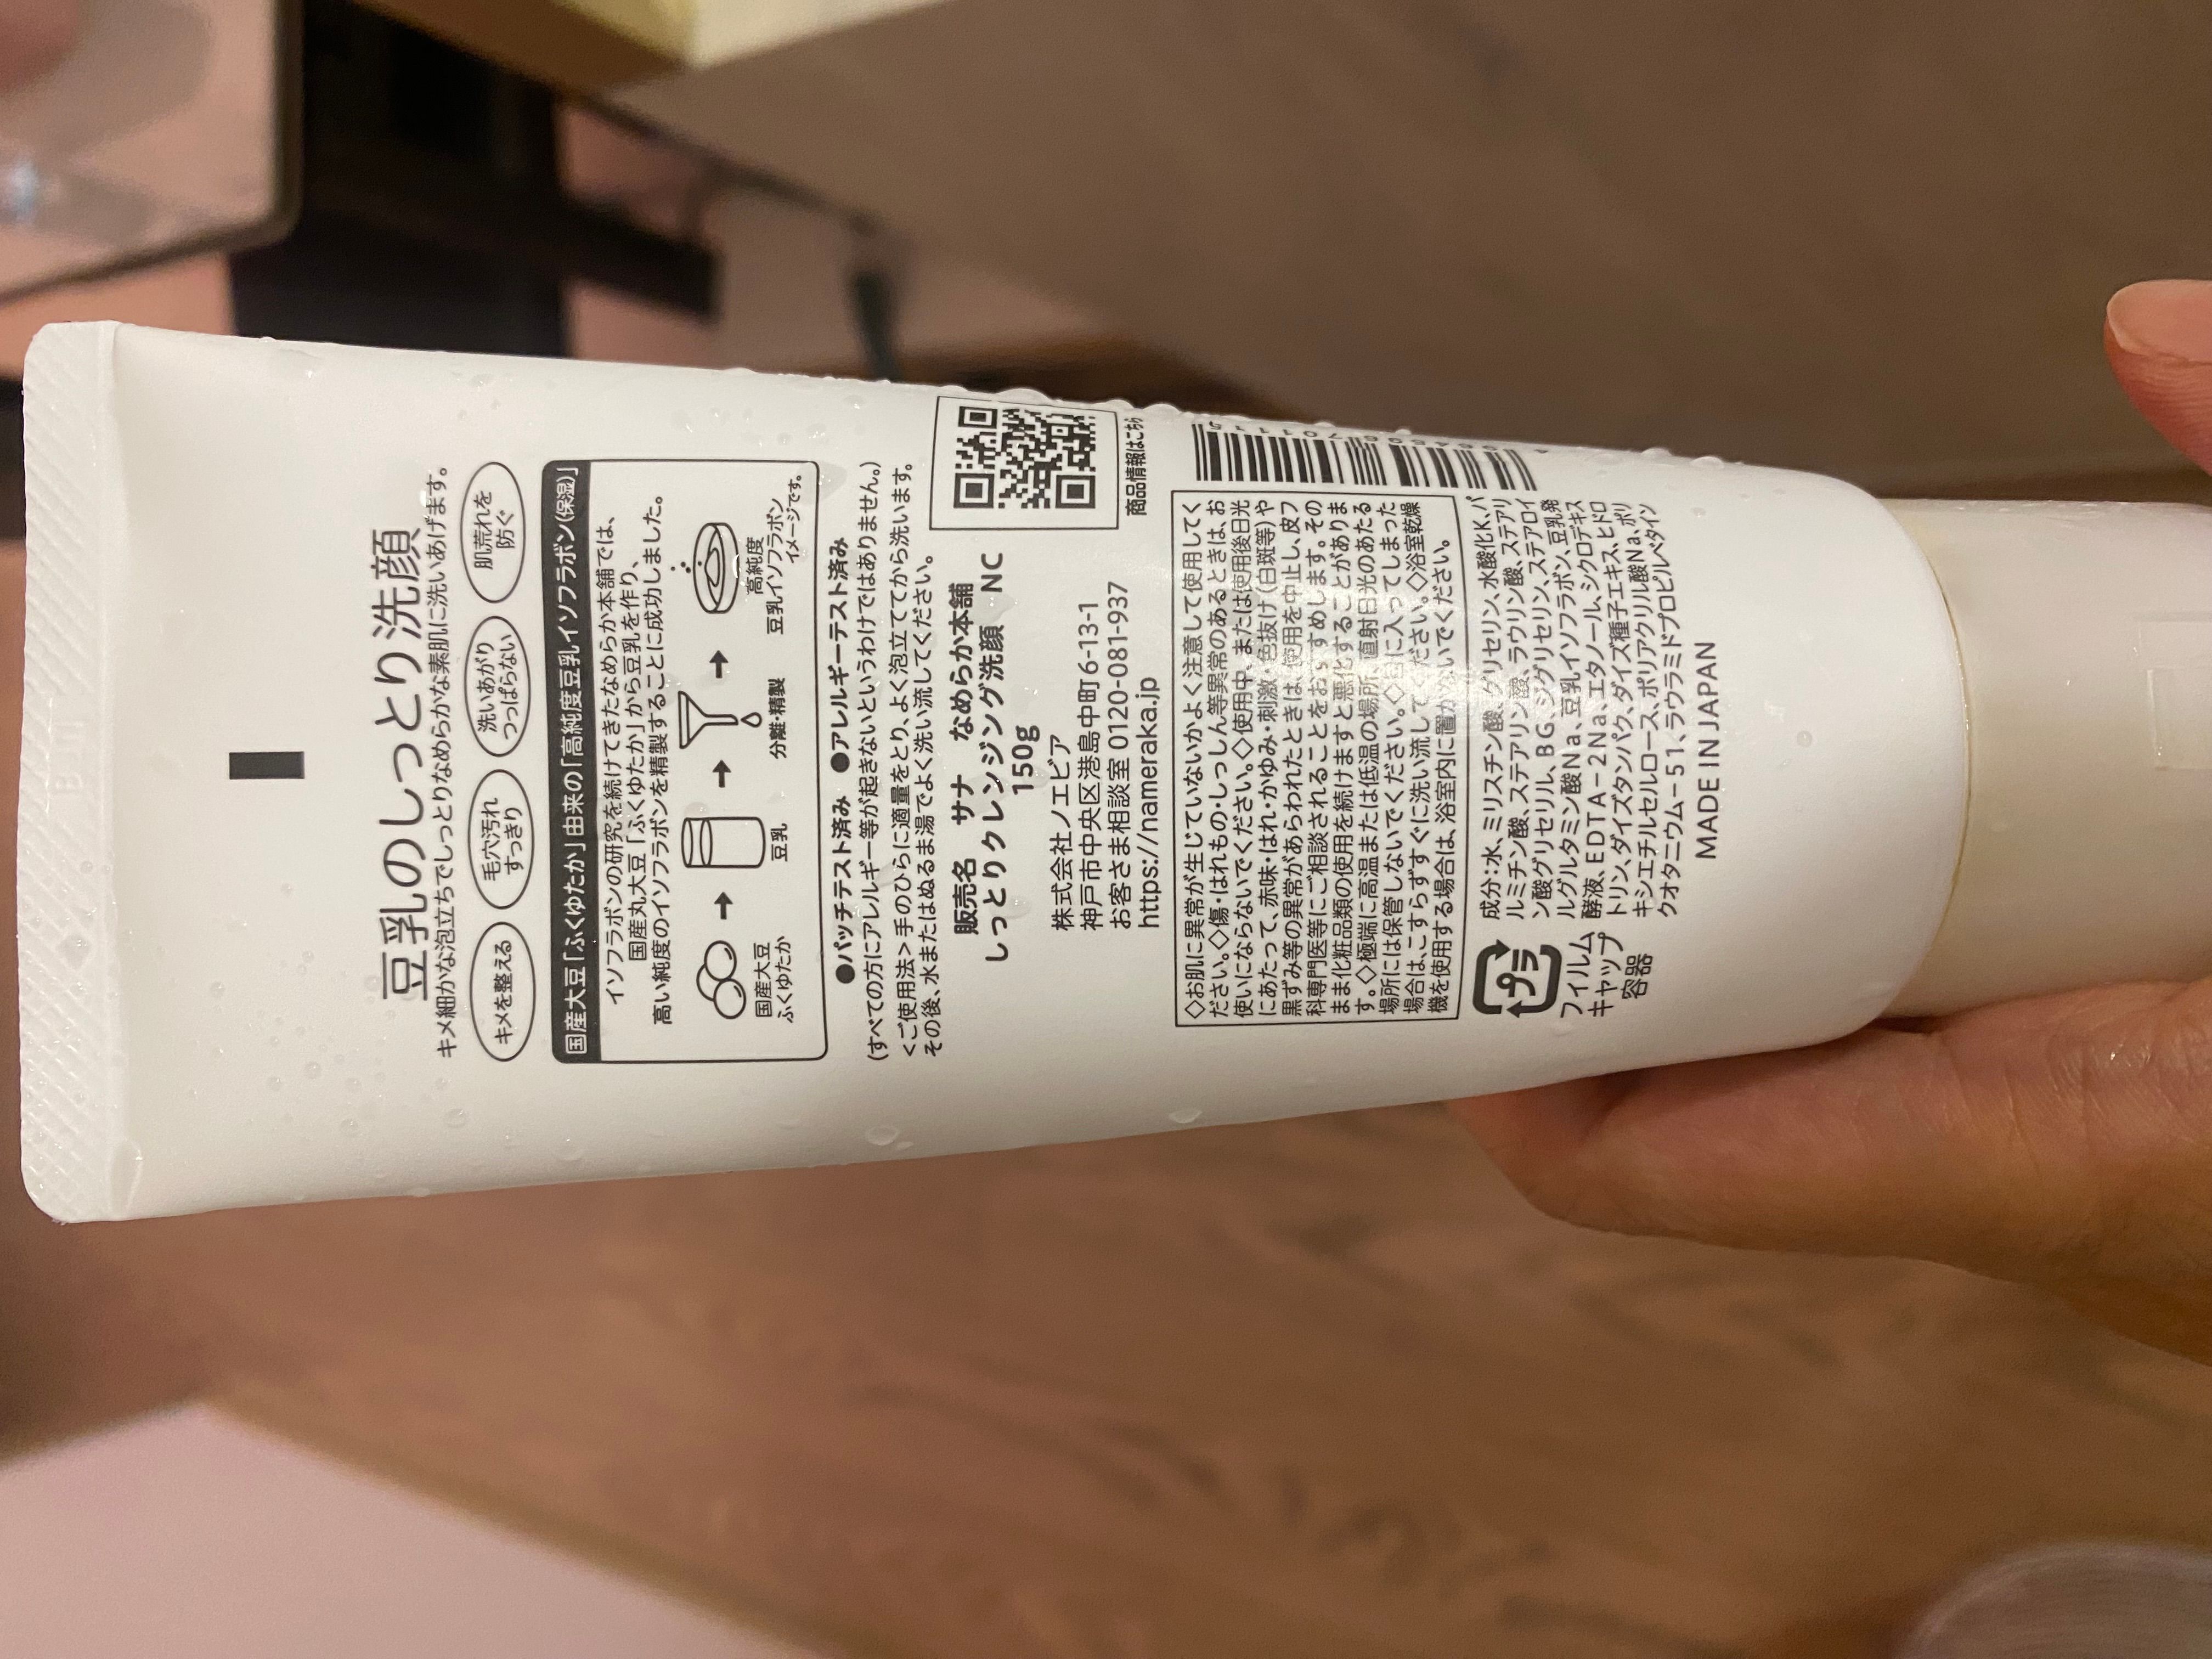 豆乳のしっとり洗顔
キメ細かな泡立ちでしっとりなめらかな素肌に洗いあげます。
キメを整える
毛穴汚れ
すっきり
洗いあがり
つっぱらない
肌荒れを
防ぐ
国産大豆「ふくゆたか」由来の「高純度豆乳イソフラボン(保湿)」
イソフラボンの研究を続けてきたなめらか本舗では、
国産丸大豆「ふくゆたか」から豆乳を作り、
高い純度のイソフラボンを精製することに成功しました。
国産大豆
ふくゆたか
豆乳
分離・精製
高純度
豆乳イソフラボン
イメージです。
●パッチテスト済み ●アレルギーテスト済み
(すべての方にアレルギー等が起きないというわけではありません。)
<ご使用法>手のひらに適量をとり、よく泡立ててから洗います。
その後、水またはぬるま湯でよく洗い流してください。
販売名 サナ なめらか本舗
しっとりクレンジング洗顔 NC
150g
株式会社ノエビア
神戸市中央区港島中町6-13-1
お客さま相談室 0120-081-937
https://nameraka.jp
商品情報はこちら
◇お肌に異常が生じていないかよく注意して使用してく
ださい。◇傷・はれもの・しっしん等異常のあるときは、お
使いにならないでください。◇使用中、または使用後日光
にあたって、赤味・はれ・かゆみ・刺激、色抜け(白斑等)や
黒ずみ等の異常があらわれたときは、使用を中止し、皮フ
科専門医等にご相談されることをおすすめします。その
まま化粧品類の使用を続けますと悪化することがありま
す。◇極端に高温または低温の場所、直射日光のあたる
場所には保管しないでください。◇目に入ってしまった
場合は、こすらずすぐに洗い流してください。◇浴室乾燥
機を使用する場合は、浴室内に置かないでください。
プラ
フィルム
キャップ
容器
成分:水、ミリスチン酸、グリセリン、水酸化K、パ
ルミチン酸、ステアリン酸、ラウリン酸、ステアリ
ン酸グリセリル、BG、ジグリセリン、ステアロイ
ルグルタミン酸Na、豆乳イソフラボン、豆乳発
酵液、EDTA-2Na、エタノール、シクロデキス
トリン、ダイズタンパク、ダイズ種子エキス、ヒドロ
キシエチルセルロース、ポリアクリル酸Na、ポリ
クオタニウム-51、ラウラミドプロピルベタイン
MADE IN JAPAN